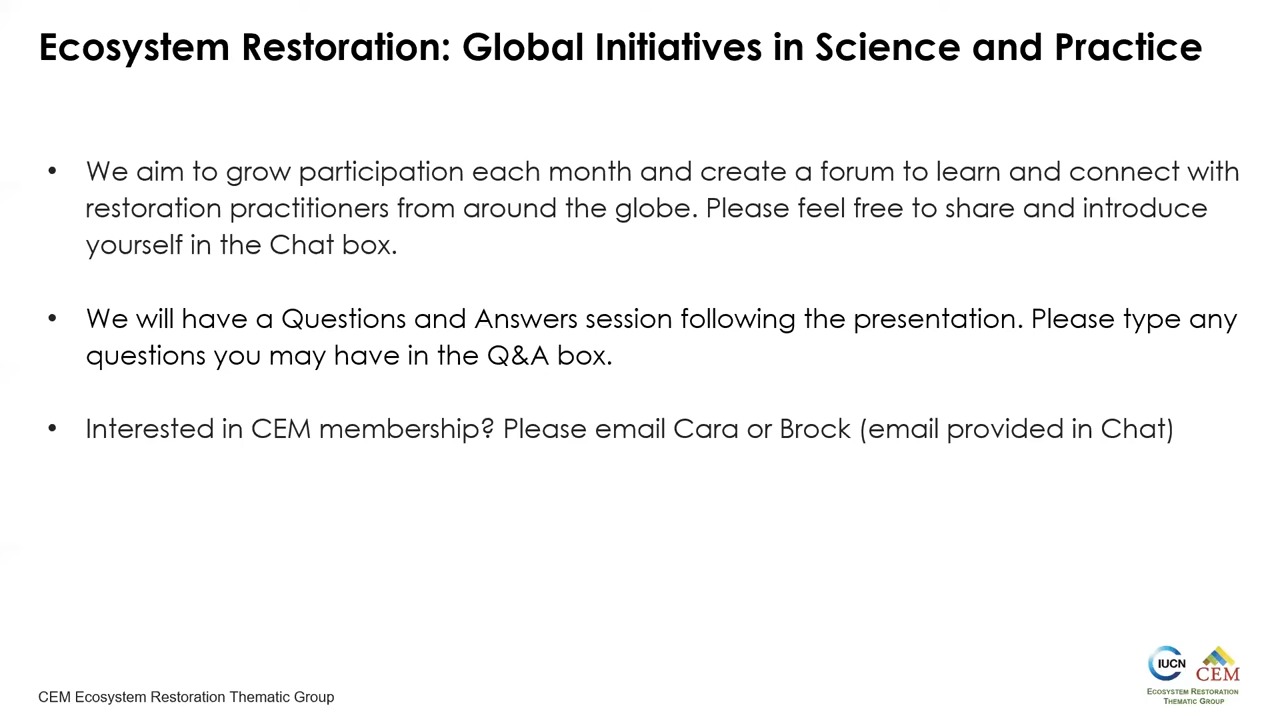 Ecosystem Restoration: Global Initiatives in Science and Practice
• We aim to grow participation each month and create a forum to learn and connect with
restoration practitioners from around the globe. Please feel free to share and introduce
yourself in the Chat box.
• We will have a Questions and Answers session following the presentation. Please type any
questions you may have in the Q&A box.
• Interested in CEM membership? Please email Cara or Brock (email provided in Chat)
CEM Ecosystem Restoration Thematic Group
IUCN CEM
ECOSYSTEM RESTORATION
THEMATIC GROUP